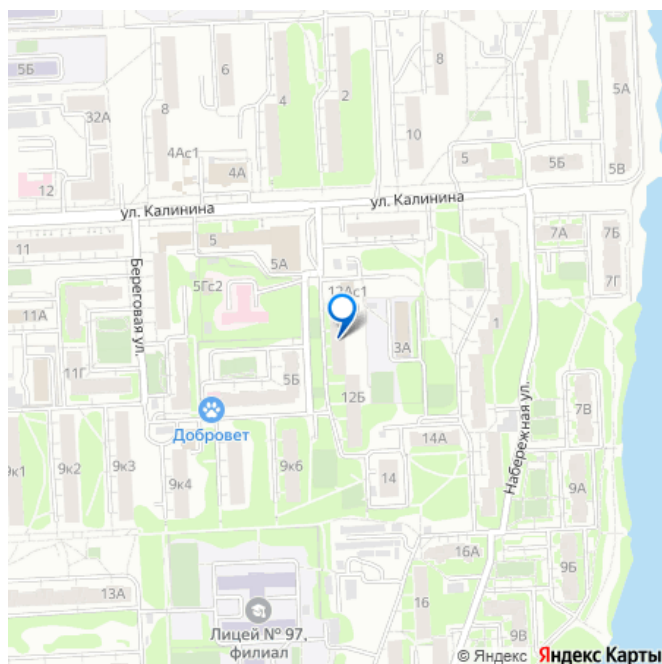 5Б
6
8
5А
32А
8
4
2
10
4Ас1
4А
5
5Б
5В
12
ул. Калинина
ул. Калинина
11
5
7А
7Б
Береговая ул.
5А
7Г
5Гс2
12Ас1
11А
1
3А
11Г
5Б
12Б
7В
Добровет
14А
Набережная ул.
9к1
9к2
9к3
9к4
9к6
14
9А
16А
9Б
13А
16
Лицей № 97,
филиал
9В
© Яндекс Яндекс Карты